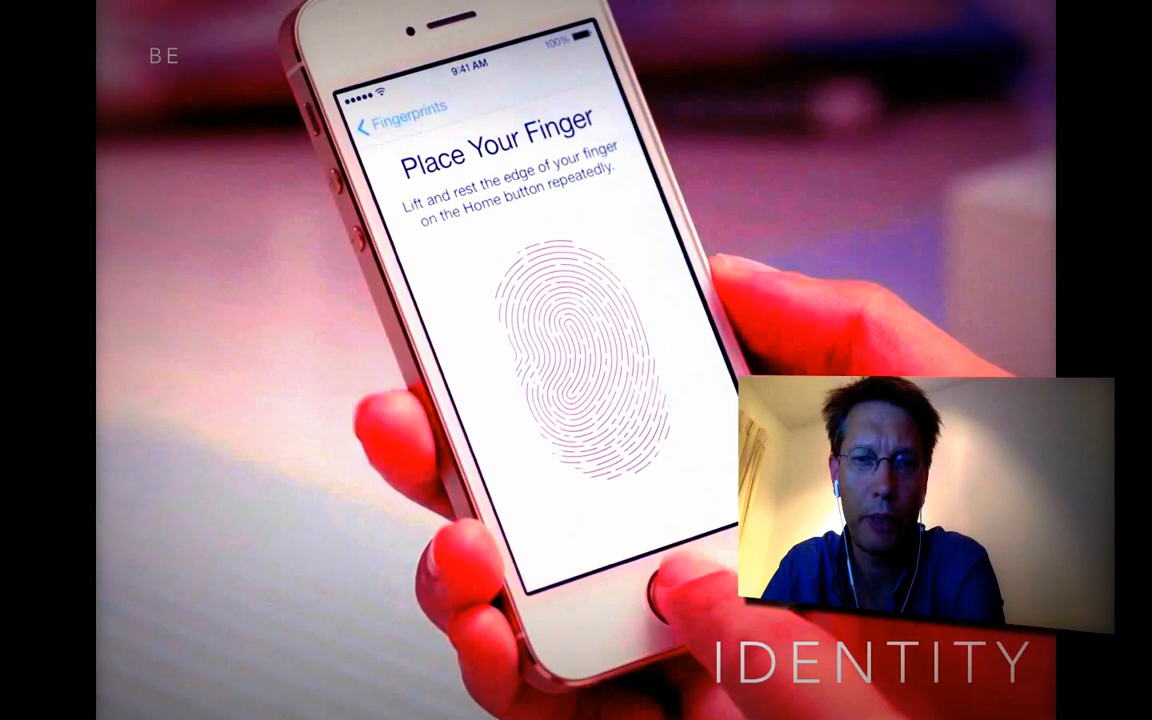 BE
100%
9:41 AM
Fingerprints
Place Your Finger
Lift and rest the edge of your finger
on the Home button repeatedly.
IDENTITY